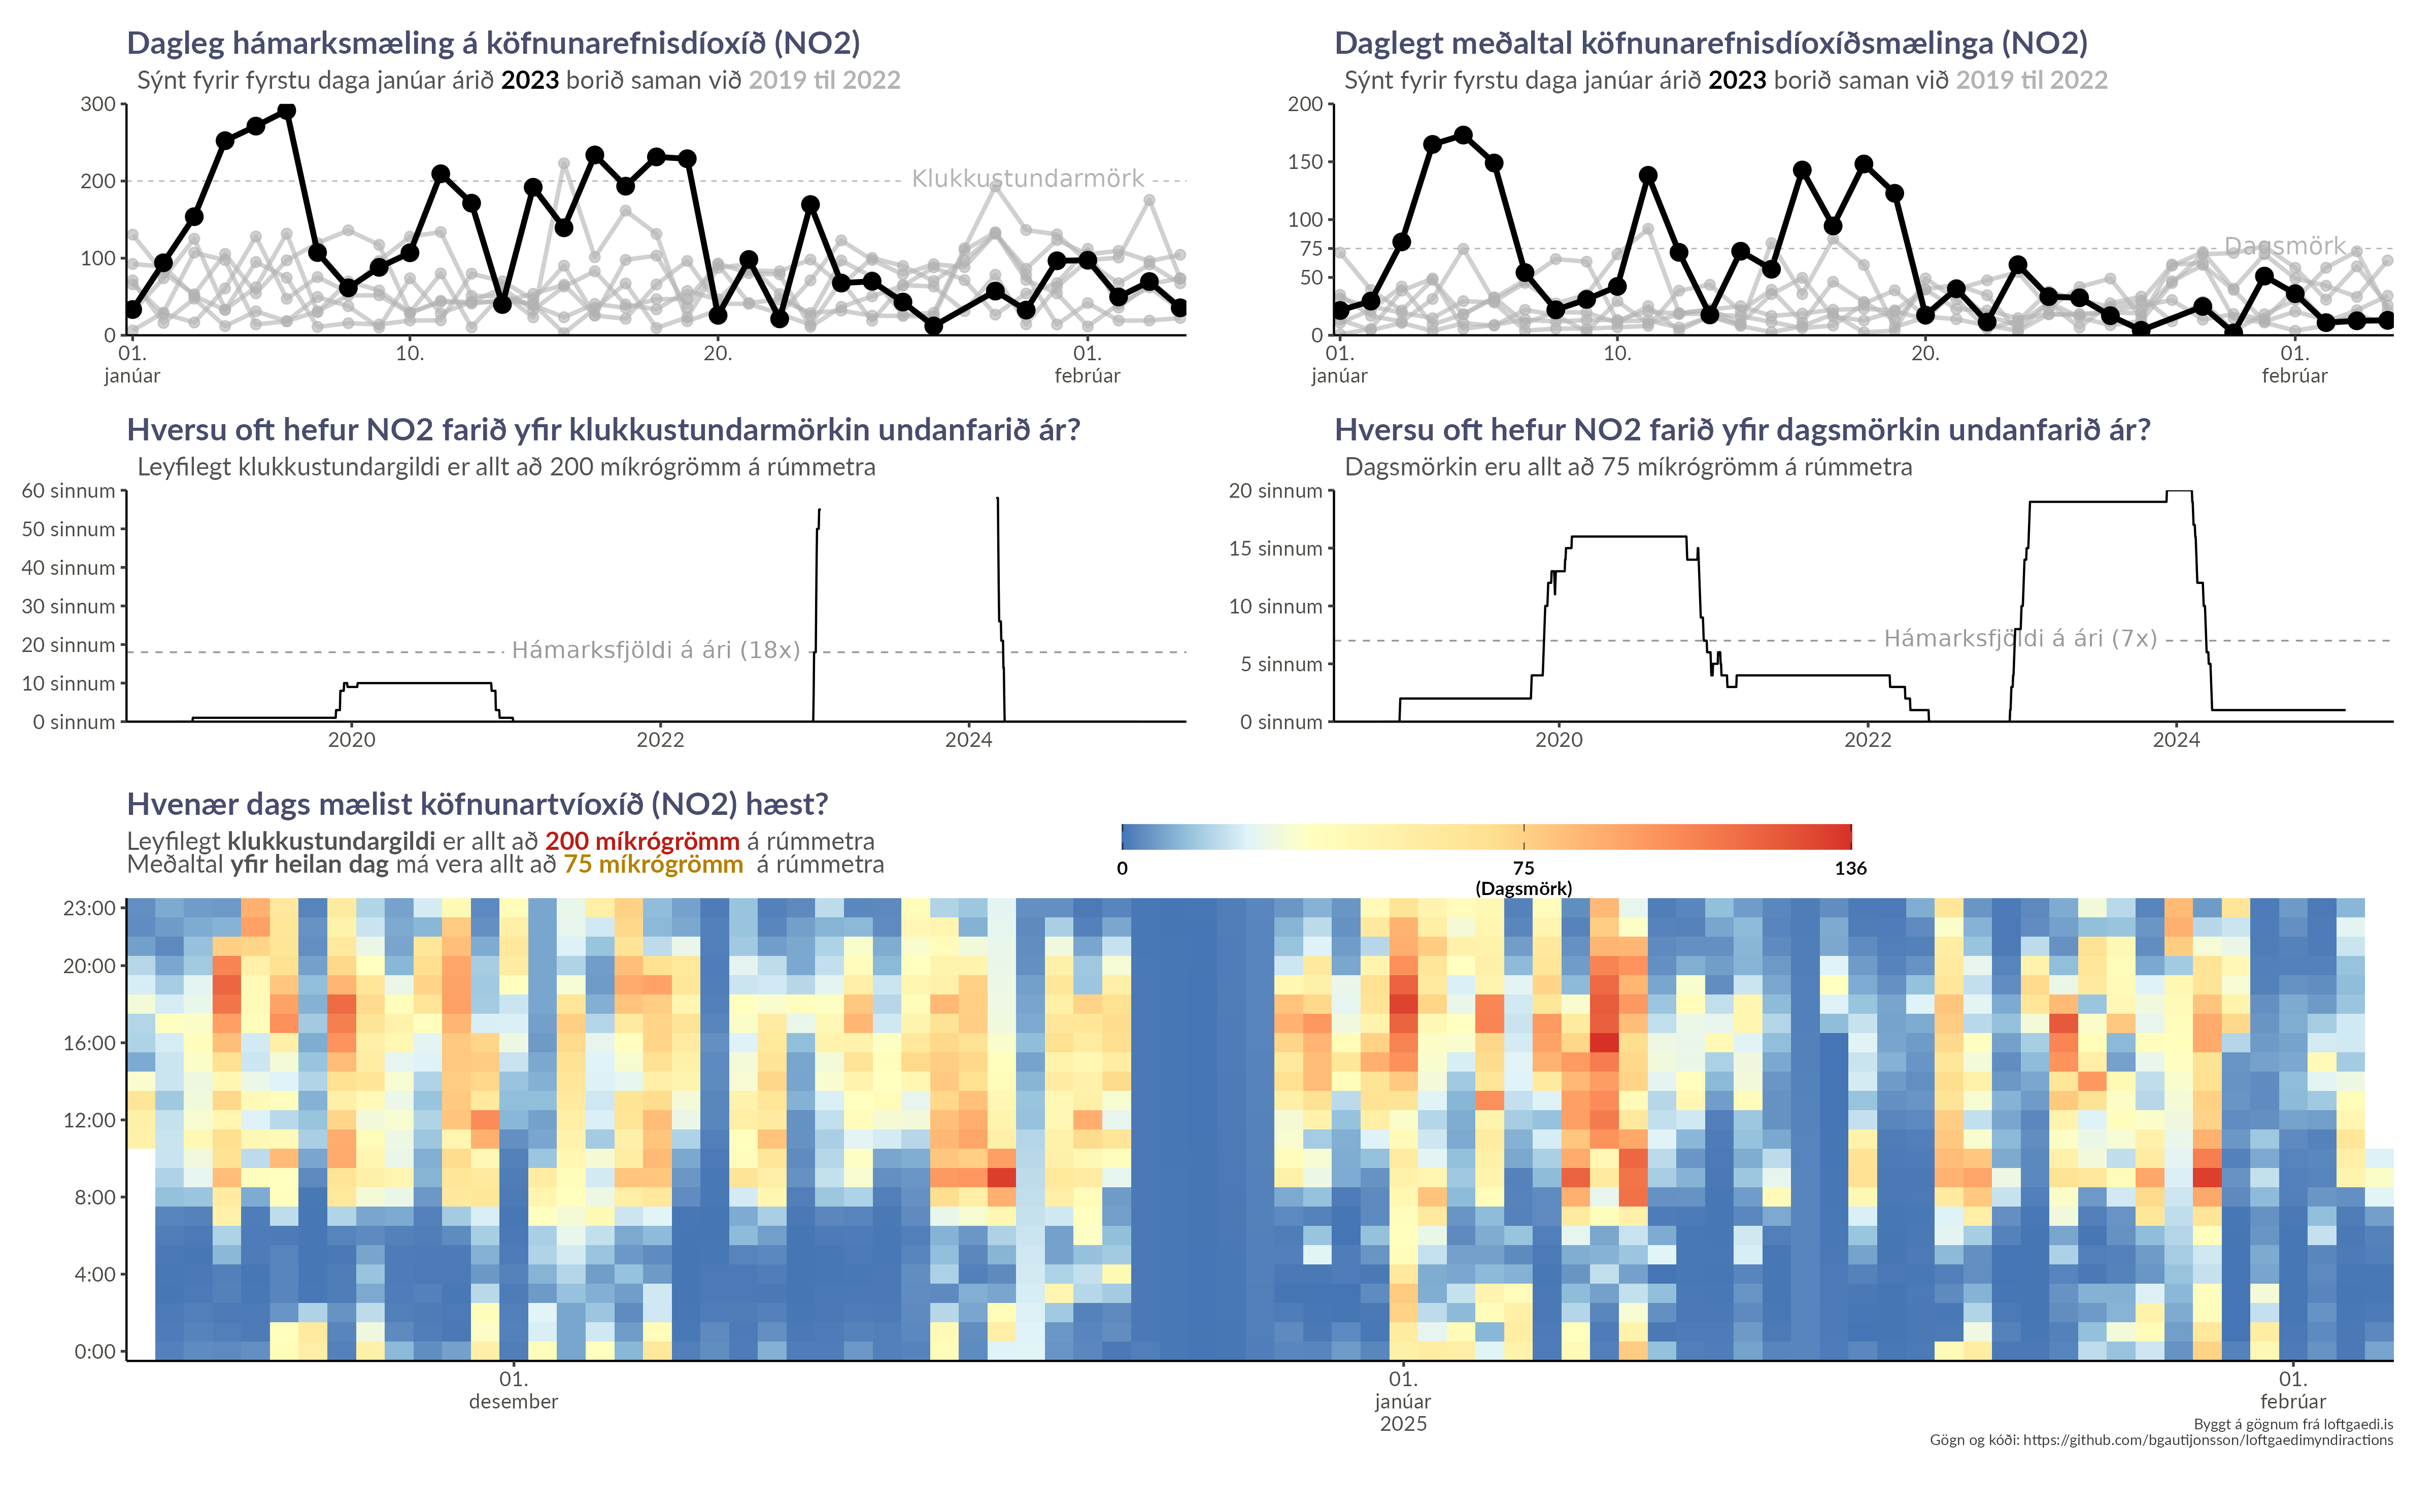 Dagleg hámarksmæling á köfnunarefnisdíoxíð (NO2)
Sýnt fyrir fyrstu daga janúar árið 2023 borið saman við 2019 til 2022
300
200
100
0
Klukkustundarmörk
01. 10. 20. 01.
janúar febrúar
Daglegt meðaltal köfnunarefnisdíoxíðsmælinga (NO2)
Sýnt fyrir fyrstu daga janúar árið 2023 borið saman við 2019 til 2022
200
150
100
75
50
0
Dagsmörk
01. 10. 20. 01.
janúar febrúar
Hversu oft hefur NO2 farið yfir klukkustundarmörkin undanfarið ár?
Leyfilegt klukkustundargildi er allt að 200 míkrógrömm á rúmmetra
60 sinnum
50 sinnum
40 sinnum
30 sinnum
20 sinnum
10 sinnum
0 sinnum
Hámarksfjöldi á ári (18x)
2020 2022 2024
Hversu oft hefur NO2 farið yfir dagsmörkin undanfarið ár?
Dagsmörkin eru allt að 75 míkrógrömm á rúmmetra
20 sinnum
15 sinnum
10 sinnum
5 sinnum
0 sinnum
Hámarksfjöldi á ári (7x)
2020 2022 2024
Hvenær dags mælist köfnunartvíoxíð (NO2) hæst?
Leyfilegt klukkustundargildi er allt að 200 míkrógrömm á rúmmetra
Meðaltal yfir heilan dag má vera allt að 75 míkrógrömm á rúmmetra
0 75 136
(Dagsmörk)
23:00
20:00
16:00
12:00
8:00
4:00
0:00
01. 01. 01.
desember janúar febrúar
2025
Byggt á gögnum frá loftgaedi.is
Gögn og kóði: https://github.com/bgautijonsson/loftgaedimyndiractions